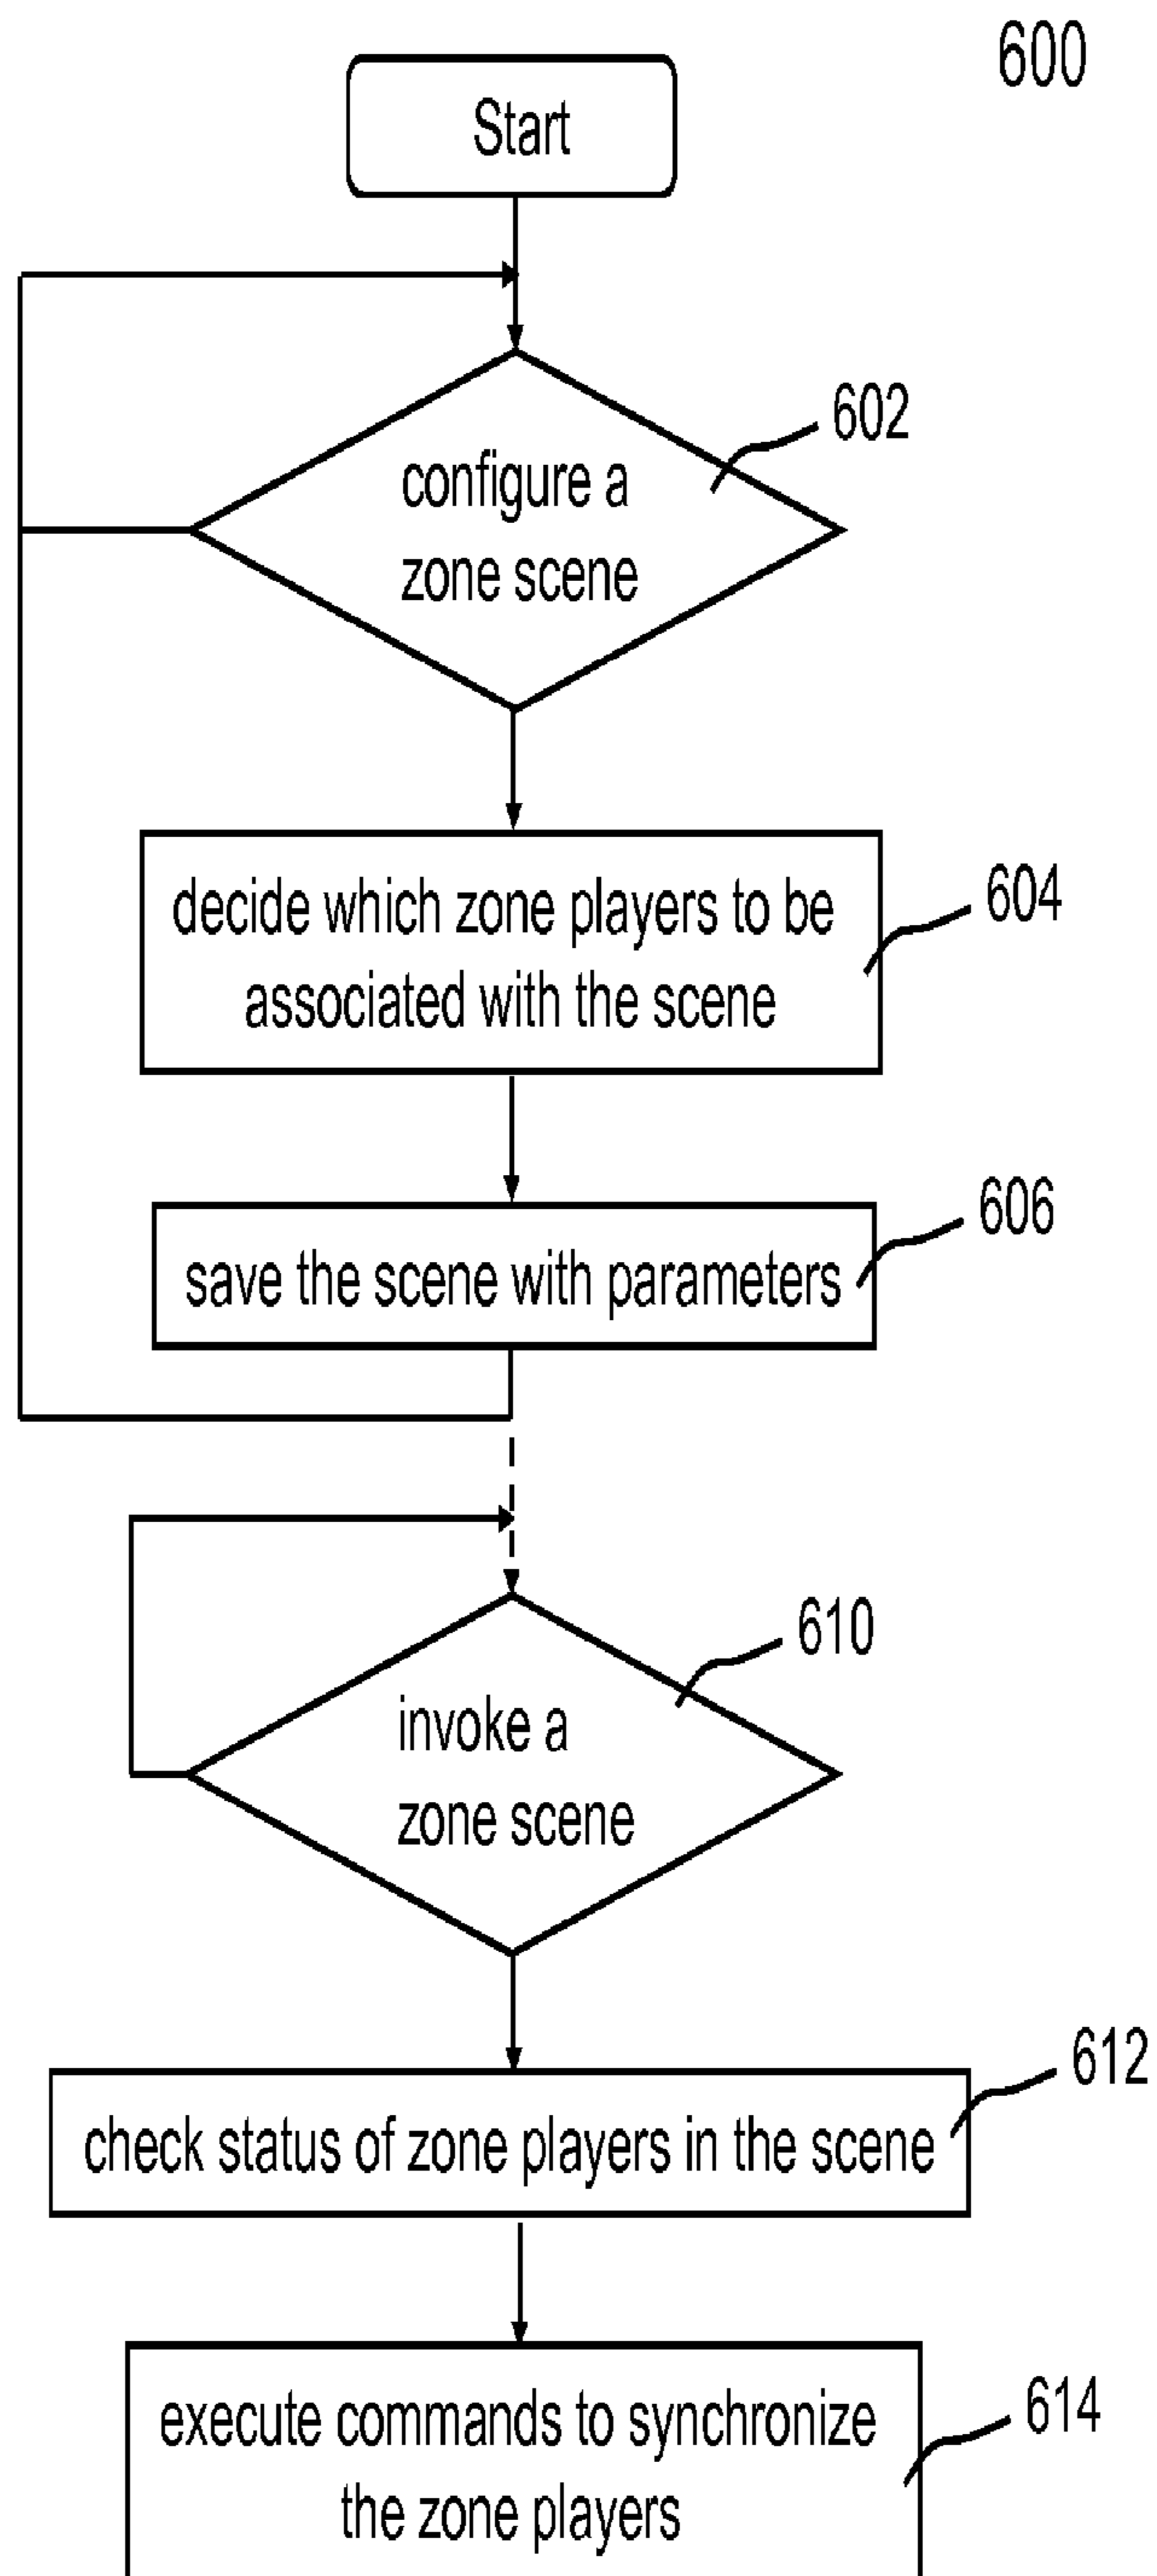 600
Start
602
configure a
zone scene
604
decide which zone players to be
associated with the scene
606
save the scene with parameters
610
invoke a
zone scene
612
check status of zone players in the scene
614
execute commands to synchronize
the zone players